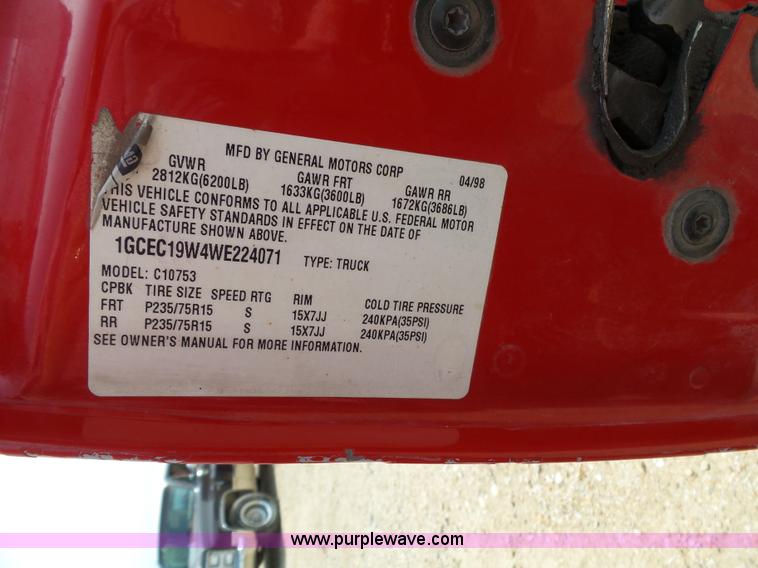 MFD BY GENERAL MOTORS CORP 04/98
GVWR GAWR FRT GAWR RR
2812KG(6200LB) 1633KG(3600LB) 1672KG(3686LB)
THIS VEHICLE CONFORMS TO ALL APPLICABLE U.S. FEDERAL MOTOR
VEHICLE SAFETY STANDARDS IN EFFECT ON THE DATE OF
MANUFACTURE SHOWN ABOVE.
1GCEC19W4WE224071 TYPE: TRUCK
MODEL: C10753
CPBK TIRE SIZE SPEED RTG RIM COLD TIRE PRESSURE
FRT P235/75R15 S 15X7JJ 240KPA(35PSI)
RR P235/75R15 S 15X7JJ 240KPA(35PSI)
SEE OWNER'S MANUAL FOR MORE INFORMATION.
www.purplewave.com